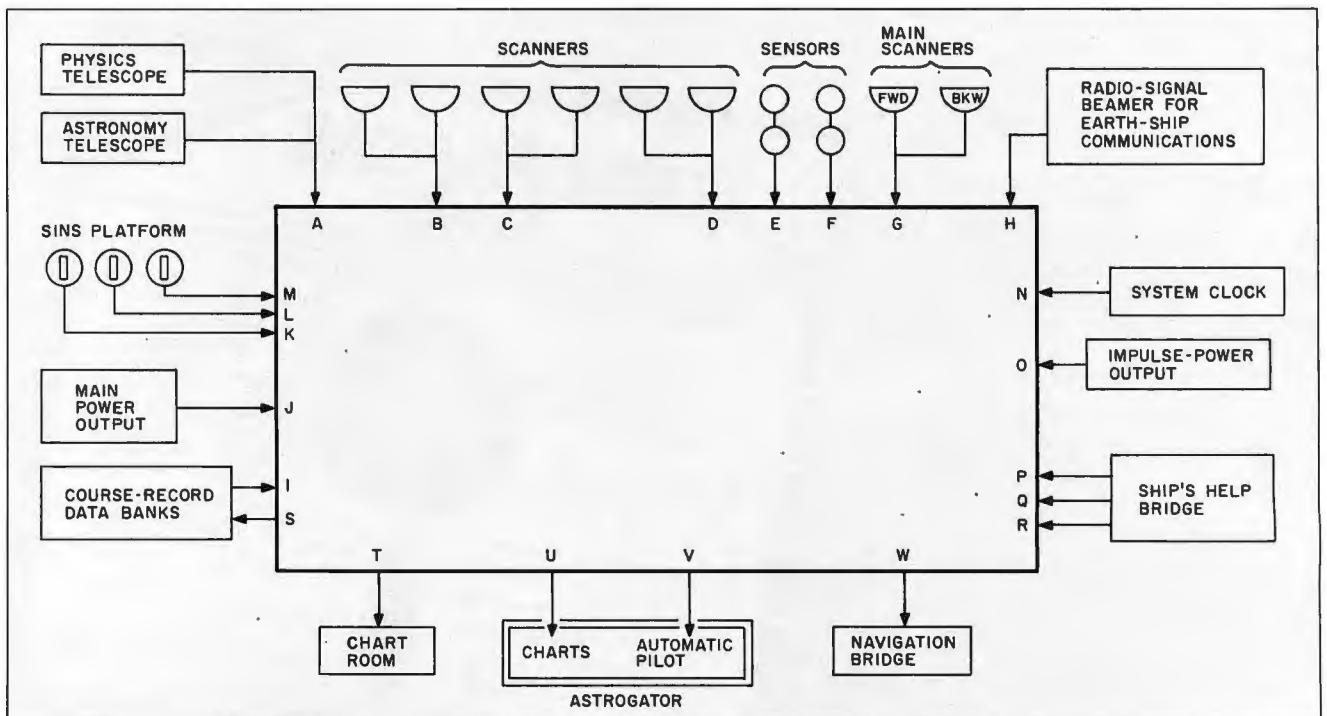 PHYSICS
TELESCOPE
ASTRONOMY
TELESCOPE
SCANNERS
SENSORS
MAIN
SCANNERS
FWD
BKW
RADIO-SIGNAL
BEAMER FOR
EARTH-SHIP
COMMUNICATIONS
A
B
C
D
E
F
G
H
SINS PLATFORM
M
L
K
N
SYSTEM CLOCK
O
IMPULSE-POWER
OUTPUT
MAIN
POWER
OUTPUT
J
COURSE-RECORD
DATA BANKS
I
S
P
Q
R
SHIP'S HELP
BRIDGE
T
U
V
W
CHART
ROOM
CHARTS
AUTOMATIC
PILOT
ASTROGATOR
NAVIGATION
BRIDGE